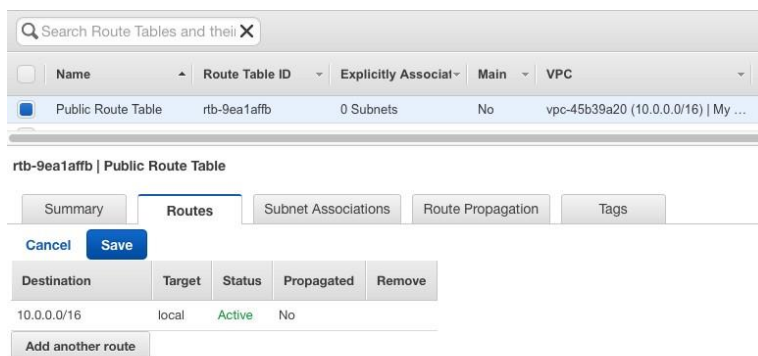 Search Route Tables and thei
Name Route Table ID Explicitly Associat Main VPC
Public Route Table rtb-9ea1affb 0 Subnets No vpc-45b39a20 (10.0.0.0/16) | My ...
rtb-9ea1affb | Public Route Table
Summary Routes Subnet Associations Route Propagation Tags
Cancel Save
Destination Target Status Propagated Remove
10.0.0.0/16 local Active No
Add another route